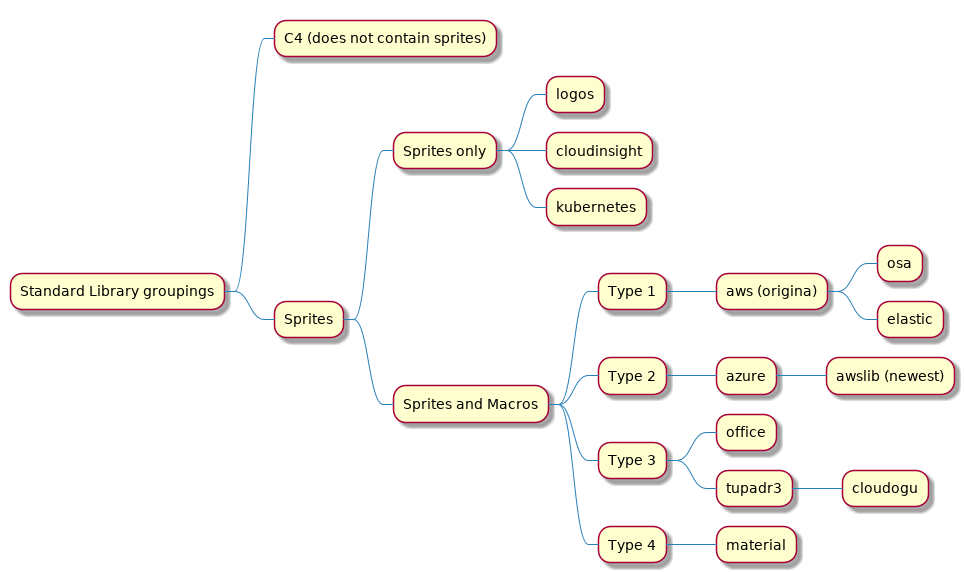 C4 (does not contain sprites)
logos
Sprites only
cloudinsight
kubernetes
osa
Standard Library groupings
Type 1
aws (origina)
Sprites
elastic
Type 2
azure
awslib (newest)
Sprites and Macros
office
Type 3
tupadr3
cloudogu
Type 4
material